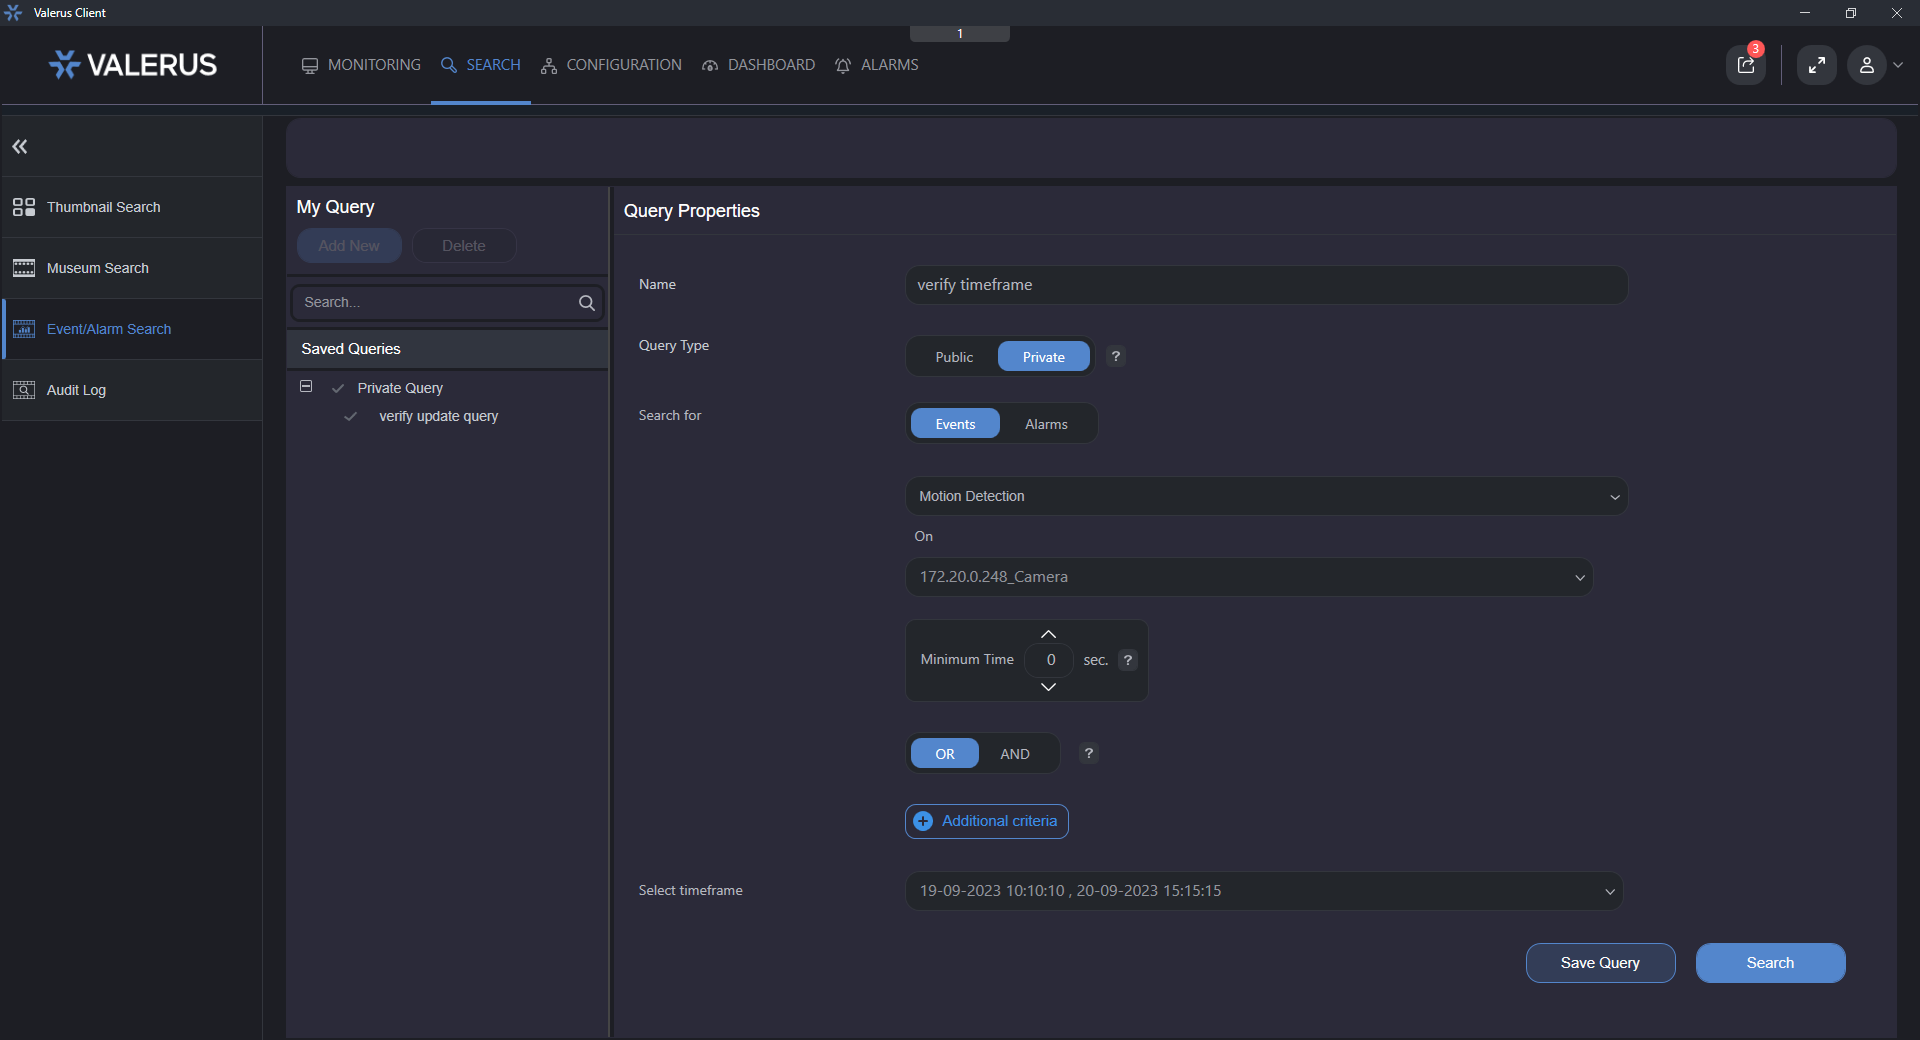 Valerus Client
1
VALERUS
MONITORING
SEARCH
CONFIGURATION
DASHBOARD
ALARMS
3
Thumbnail Search
Museum Search
Event/Alarm Search
Audit Log
My Query
Add New
Delete
Search...
Saved Queries
Private Query
verify update query
Query Properties
Name
verify timeframe
Query Type
Public
Private
?
Search for
Events
Alarms
Motion Detection
On
172.20.0.248_Camera
Minimum Time
0
sec.
?
OR
AND
?
Additional criteria
Select timeframe
19-09-2023 10:10:10 , 20-09-2023 15:15:15
Save Query
Search